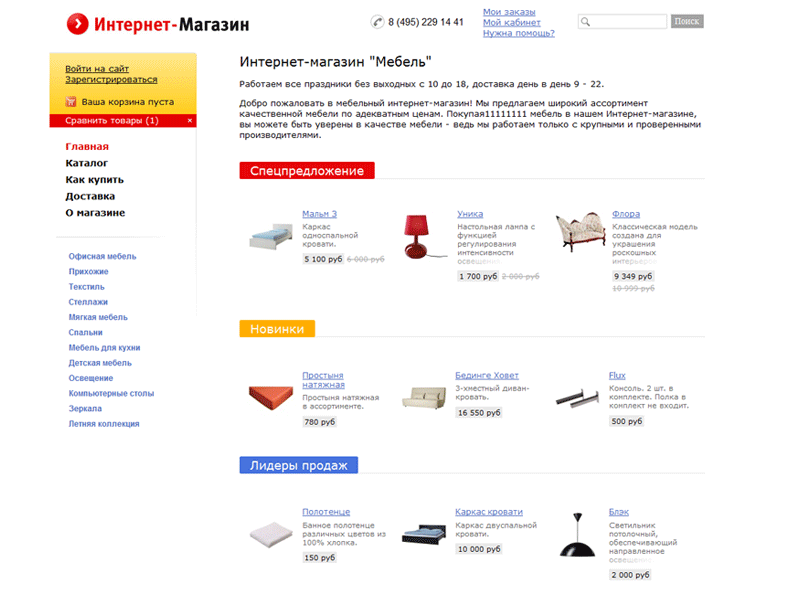 Интернет-Магазин
8 (495) 229 14 41
Мои заказы
Мой кабинет
Нужна помощь?
Поиск
Войти на сайт
Зарегистрироваться
Ваша корзина пуста
Сравнить товары (1) ×
Главная
Каталог
Как купить
Доставка
О магазине
Офисная мебель
Прихожие
Текстиль
Стеллажи
Мягкая мебель
Спальни
Мебель для кухни
Детская мебель
Освещение
Компьютерные столы
Зеркала
Летняя коллекция
Интернет-магазин "Мебель"
Работаем все праздники без выходных с 10 до 18, доставка день в день 9 - 22.
Добро пожаловать в мебельный интернет-магазин! Мы предлагаем широкий ассортимент
качественной мебели по адекватным ценам. Покупая11111111 мебель в нашем Интернет-магазине,
вы можете быть уверены в качестве мебели - ведь мы работаем только с крупными и проверенными
производителями.
Спецпредложение
Мальм 3
Каркас
односпальной
кровати.
5 100 руб 6 000 руб
Уника
Настольная лампа с
функцией
регулирования
интенсивности
освещения
1 700 руб 2 000 руб
Флора
Классическая модель
создана для
украшения
роскошных
интерьеров
9 349 руб
10 999 руб
Новинки
Простыня
натяжная
Простыня натяжная
в ассортименте.
780 руб
Бединге Ховет
3-хместный диван-
кровать.
16 550 руб
Flux
Консоль. 2 шт. в
комплекте. Полка в
комплект не входит.
500 руб
Лидеры продаж
Полотенце
Банное полотенце
различных цветов из
100% хлопка.
150 руб
Каркас кровати
Каркас двуспальной
кровати.
10 000 руб
Блэк
Светильник
потолочный,
обеспечивающий
направленное
освещение
2 000 руб